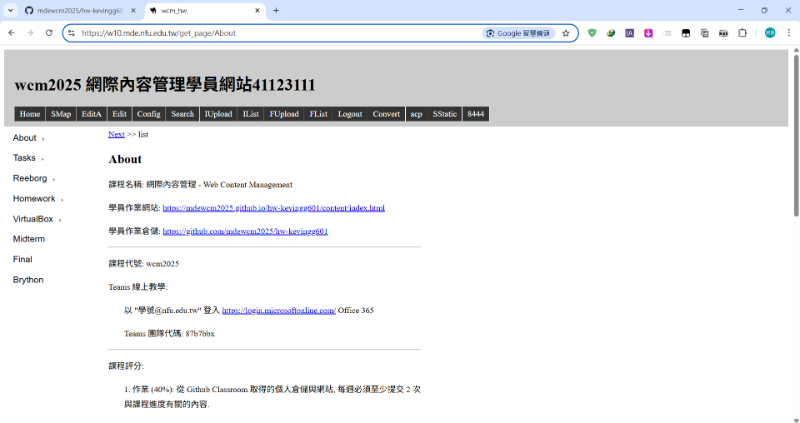 mdewcm2025/hw-kevingg60
wcm_hw
https://w10.mde.nfu.edu.tw/get_page/About
Google 智慧鏡頭
wcm2025 網際內容管理學員網站41123111
Home SMap EditA Edit Config Search IUpload IList FUpload FList Logout Convert acp SStatic 8444
About
Tasks
Reeborg
Homework
VirtualBox
Midterm
Final
Brython
Next >> list
About
課程名稱: 網際內容管理 - Web Content Management
學員作業網站: https://mdewcm2025.github.io/hw-kevingg601/content/index.html
學員作業倉儲: https://github.com/mdewcm2025/hw-kevingg601
課程代號: wcm2025
Teams 線上教學:
以 "學號@nfu.edu.tw" 登入 https://login.microsoftonline.com/ Office 365
Teams 團隊代碼: 87b7bbx
課程評分:
1. 作業 (40%): 從 Github Classroom 取得的個人倉儲與網站, 每週必須至少提交 2 次
與課程進度有關的內容.